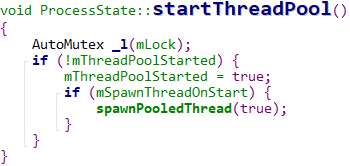 void ProcessState::startThreadPool()
{
    AutoMutex _l(mLock);
    if (!mThreadPoolStarted) {
        mThreadPoolStarted = true;
        if (mSpawnThreadOnStart) {
            spawnPooledThread(true);
        }
    }
}